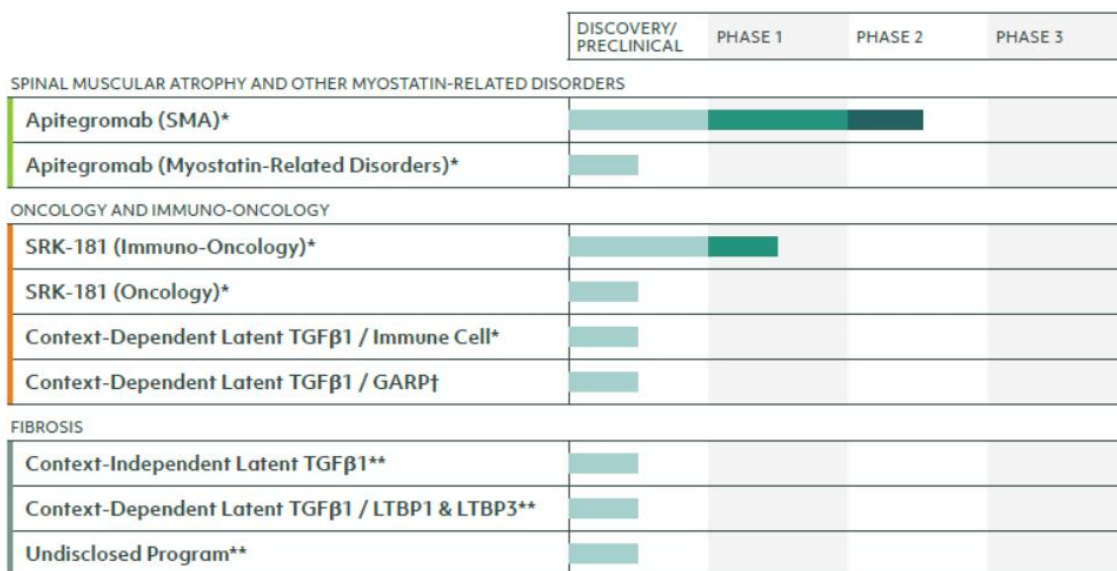 DISCOVERY/
PRECLINICAL
PHASE 1
PHASE 2
PHASE 3
SPINAL MUSCULAR ATROPHY AND OTHER MYOSTATIN-RELATED DISORDERS
Apitegromab (SMA)*
Apitegromab (Myostatin-Related Disorders)*
ONCOLOGY AND IMMUNO-ONCOLOGY
SRK-181 (Immuno-Oncology)*
SRK-181 (Oncology)*
Context-Dependent Latent TGFβ1 / Immune Cell*
Context-Dependent Latent TGFβ1 / GARP†
FIBROSIS
Context-Independent Latent TGFβ1**
Context-Dependent Latent TGFβ1 / LTBP1 & LTBP3**
Undisclosed Program**